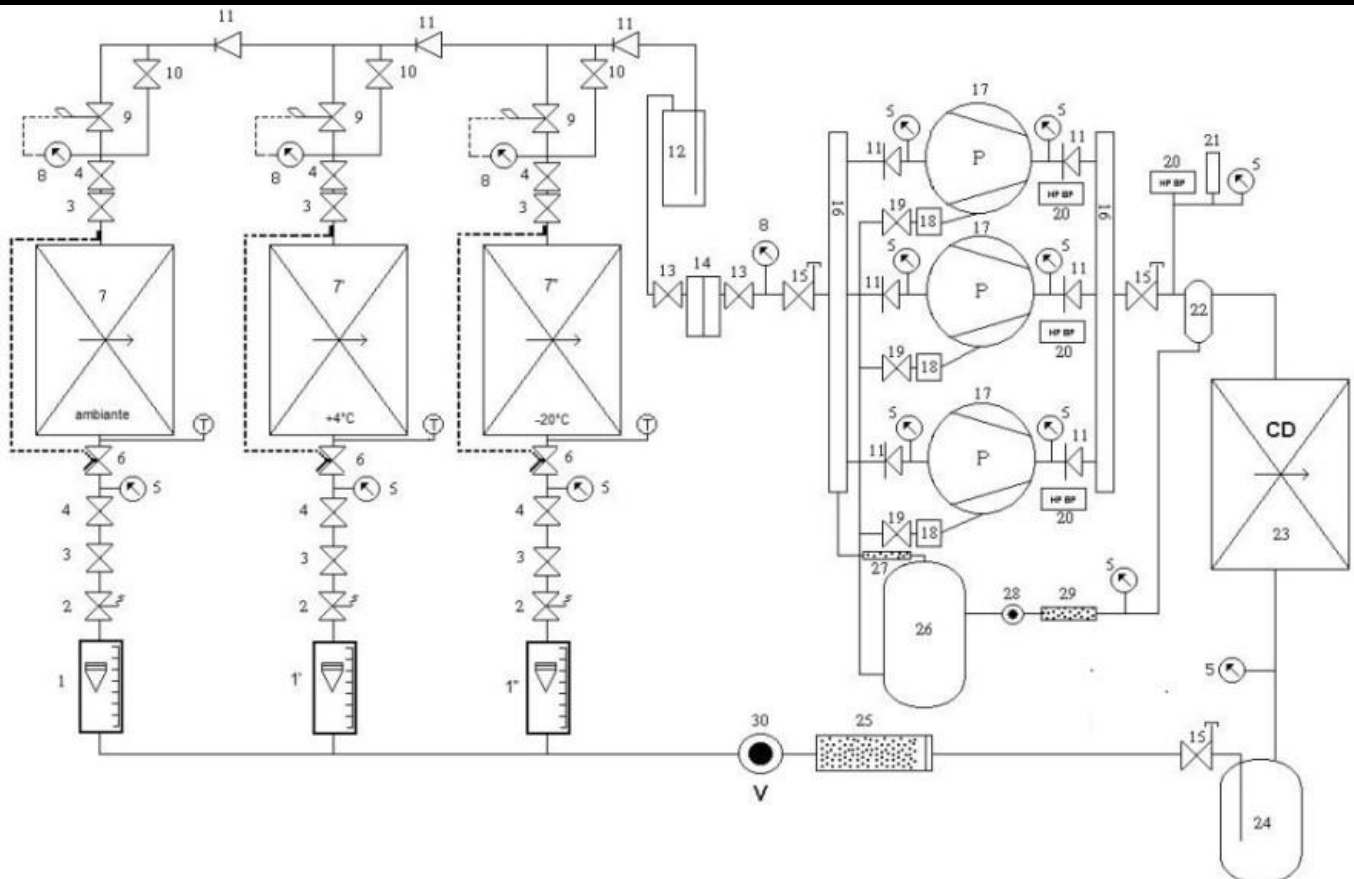 11 11 11
10 10 10
9 9 9
8 4 8 4 8 4
3 3 3
7 7' 7"
ambiante +4°C -20°C
T T T
6 6 6
5 5 5
4 4 4
3 3 3
2 2 2
1 1' 1"
12
13 14 13 8 15
16
5 17 5
11 P 11
HP BP
20
19 18
17
5 5
11 P 11
HP BP
20
19 18
17
5 5
11 P 11
HP BP
20
19 18
16
15
20 21
HP BP 5
22
CD
23
27
26
28 29 5
5
30 25 15
V
24